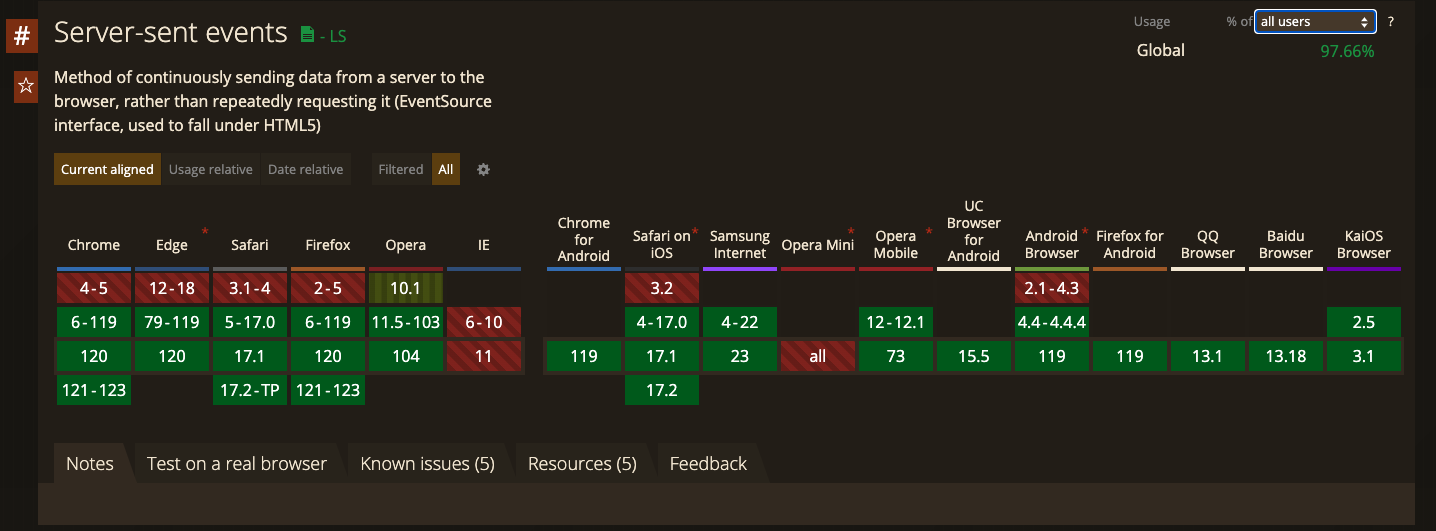 #
Server-sent events - LS
Usage % of all users ?
Global 97.66%
Method of continuously sending data from a server to the
browser, rather than repeatedly requesting it (EventSource
interface, used to fall under HTML5)
Current aligned Usage relative Date relative Filtered All
Chrome Edge * Safari Firefox Opera IE
Chrome for Android
Safari on iOS *
Samsung Internet
Opera Mini *
Opera Mobile *
UC Browser for Android
Android Browser *
Firefox for Android
QQ Browser
Baidu Browser
KaiOS Browser
4-5 12-18 3.1-4 2-5 10.1 3.2 2.1-4.3
6-119 79-119 5-17.0 6-119 11.5-103 6-10 4-17.0 4-22 12-12.1 4.4-4.4.4 2.5
120 120 17.1 120 104 11 119 17.1 23 all 73 15.5 119 119 13.1 13.18 3.1
121-123 17.2-TP 121-123 17.2
Notes Test on a real browser Known issues (5) Resources (5) Feedback